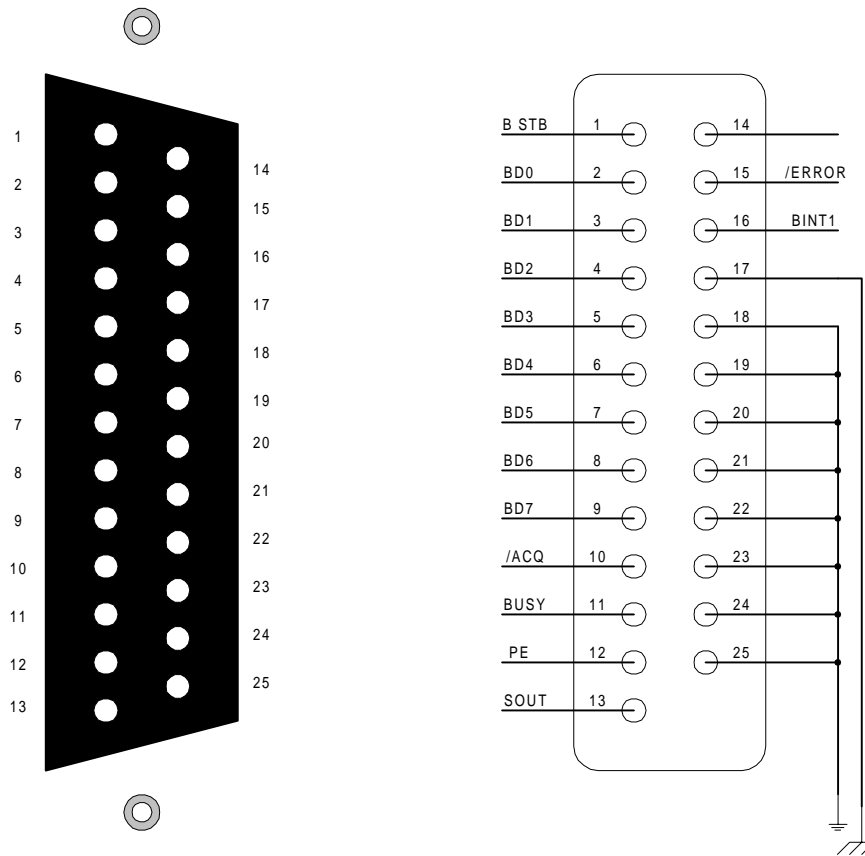 1
2
3
4
5
6
7
8
9
10
11
12
13
14
15
16
17
18
19
20
21
22
23
24
25
B STB 1 14
BD0 2 15 /ERROR
BD1 3 16 BINT1
BD2 4 17
BD3 5 18
BD4 6 19
BD5 7 20
BD6 8 21
BD7 9 22
/ACQ 10 23
BUSY 11 24
PE 12 25
SOUT 13